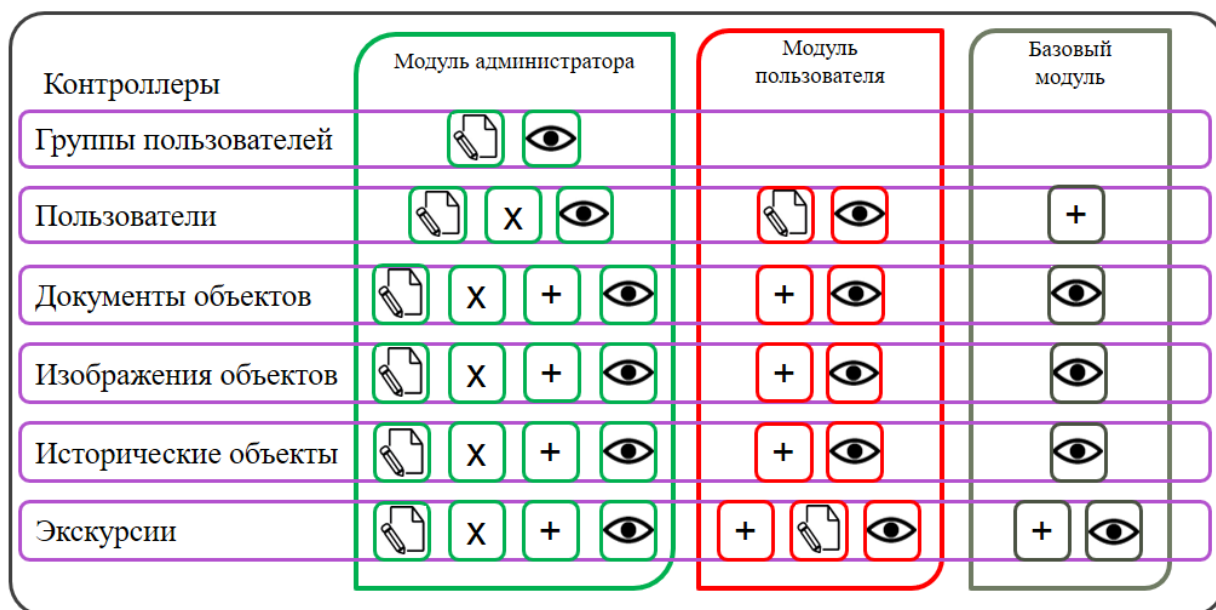 Модуль администратора
Модуль
пользователя
Базовый
модуль
Контроллеры
Группы пользователей
Пользователи
x
+
Документы объектов
x
+
+
Изображения объектов
x
+
+
Исторические объекты
x
+
+
Экскурсии
x
+
+
+